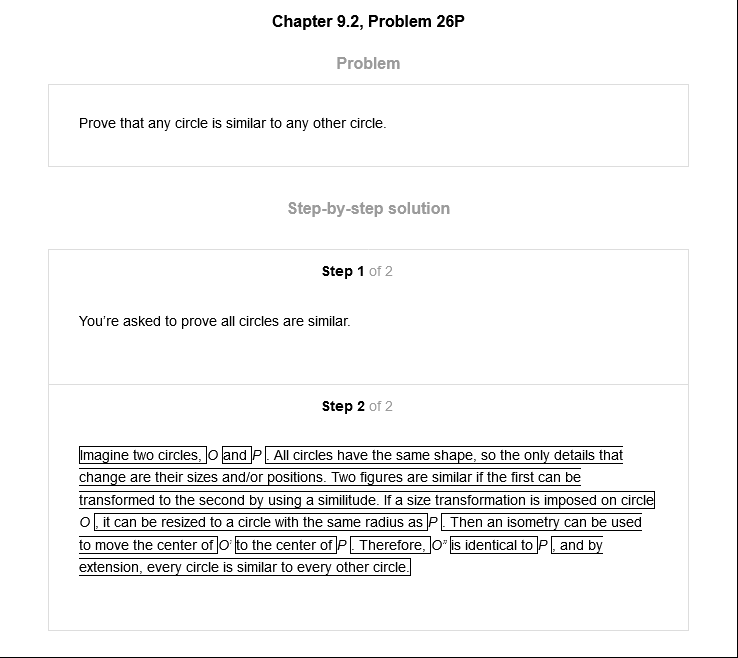 Chapter 9.2, Problem 26P
Problem
Prove that any circle is similar to any other circle.
Step-by-step solution
Step 1 of 2
You're asked to prove all circles are similar.
Step 2 of 2
Imagine two circles, O and P. All circles have the same shape, so the only details that
change are their sizes and/or positions. Two figures are similar if the first can be
transformed to the second by using a similitude. If a size transformation is imposed on circle
O, it can be resized to a circle with the same radius as P. Then an isometry can be used
to move the center of O' to the center of P. Therefore, O" is identical to P, and by
extension, every circle is similar to every other circle.